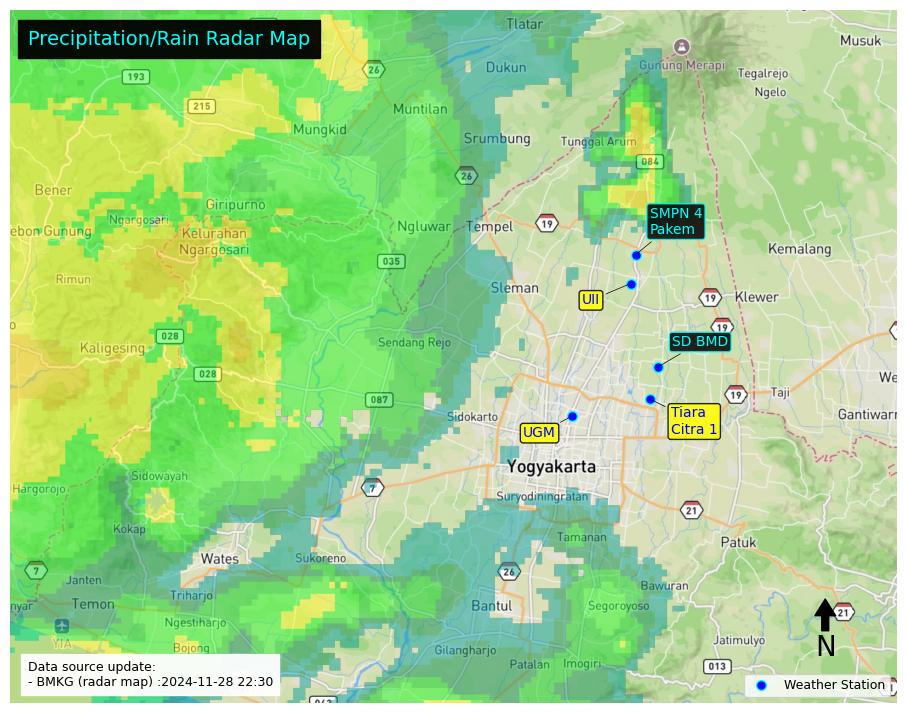 Precipitation/Rain Radar Map
Tlatar
Musuk
26
Gunung Merapi
193
Dukun
Tegalrejo
Ngelo
215
Muntilan
Mungkid
Srumbung
Tunggal Arum
084
26
Bener
Giripurno
SMPN 4
Pakem
Ngargosari
ebon Gunung
Kelurahan
Ngargosari
Ngluwar
Tempel
19
Kemalang
035
Rimun
Sleman
UII
19
Klewer
19
028
Kaligesing
Sendang Rejo
SD BMD
028
We
087
19
Taji
Sidokarto
Tiara
Citra 1
Gantiwarn
UGM
Yogyakarta
Sidowayah
Hargorojo
7
Suryodiningratan
21
Kokap
Tamanan
Patuk
Wates
Sukoreno
7
26
Janten
Bawuran
nyar
Temon
Triharjo
Bantul
Segoroyoso
21
Ngestiharjo
YIA
Bojong
Gilangharjo
Jatimulyo
N
Patalan
Imogiri
013
Data source update:
- BMKG (radar map) :2024-11-28 22:30
Weather Station